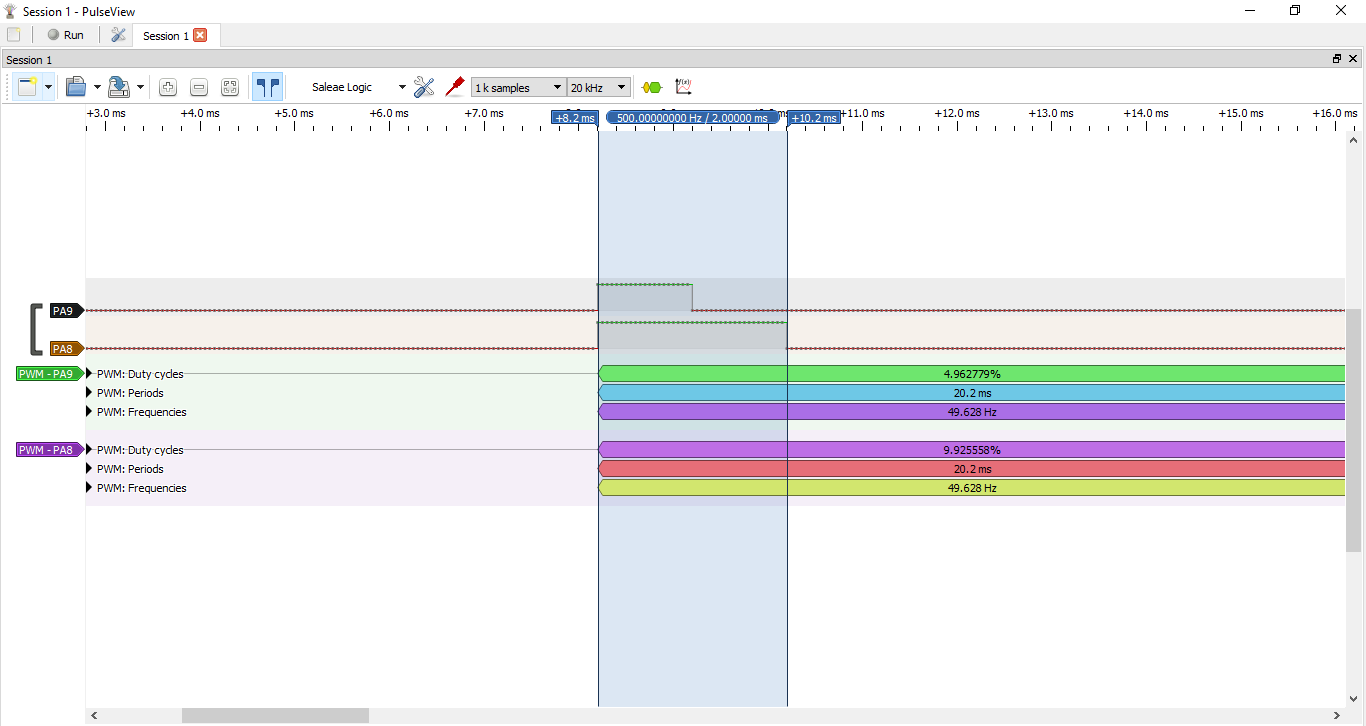 Session 1 - PulseView
Run
Session 1
Session 1
Saleae Logic
1 k samples
20 kHz
+3.0 ms
+4.0 ms
+5.0 ms
+6.0 ms
+7.0 ms
+8.2 ms
500.00000000 Hz / 2.00000 ms
+10.2 ms
+11.0 ms
+12.0 ms
+13.0 ms
+14.0 ms
+15.0 ms
+16.0 ms
PA9
PA8
PWM - PA9
PWM: Duty cycles
4.962779%
PWM: Periods
20.2 ms
PWM: Frequencies
49.628 Hz
PWM - PA8
PWM: Duty cycles
9.925558%
PWM: Periods
20.2 ms
PWM: Frequencies
49.628 Hz